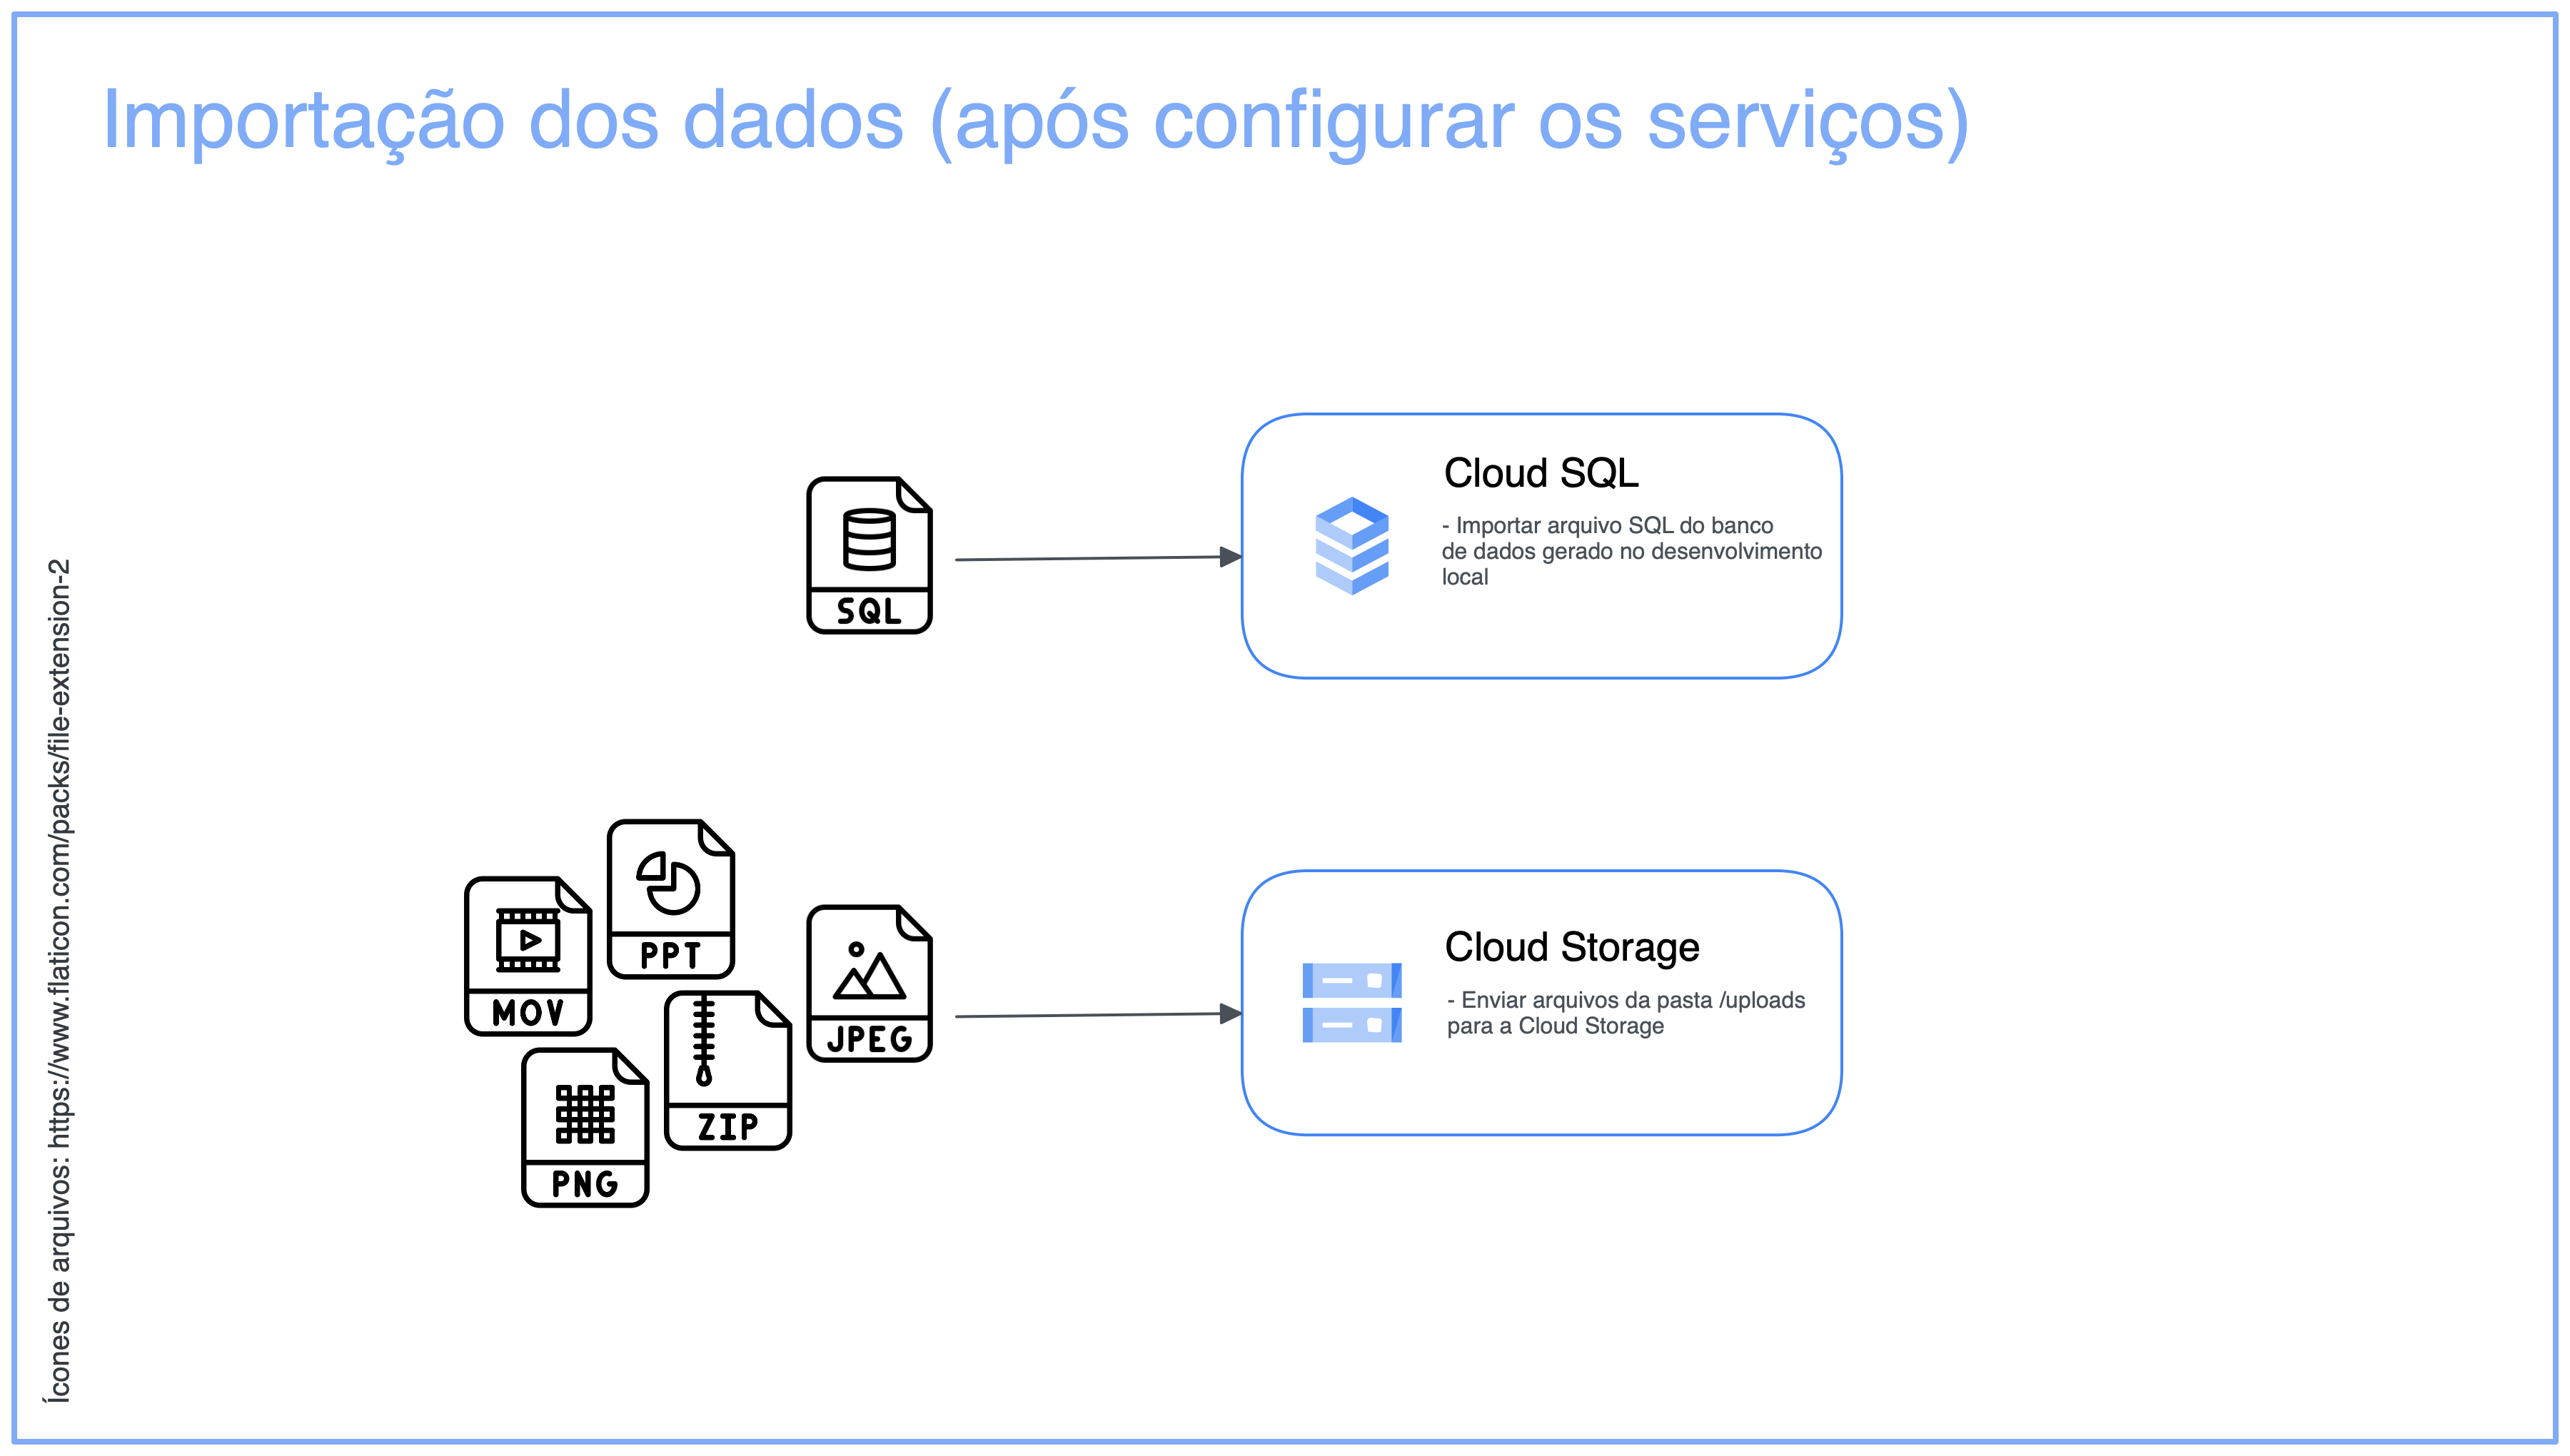 Importação dos dados (após configurar os serviços)
Cloud SQL
- Importar arquivo SQL do banco
de dados gerado no desenvolvimento
local
SQL
PPT
MOV
JPEG
ZIP
PNG
Cloud Storage
- Enviar arquivos da pasta /uploads
para a Cloud Storage
Ícones de arquivos: https://www.flaticon.com/packs/file-extension-2